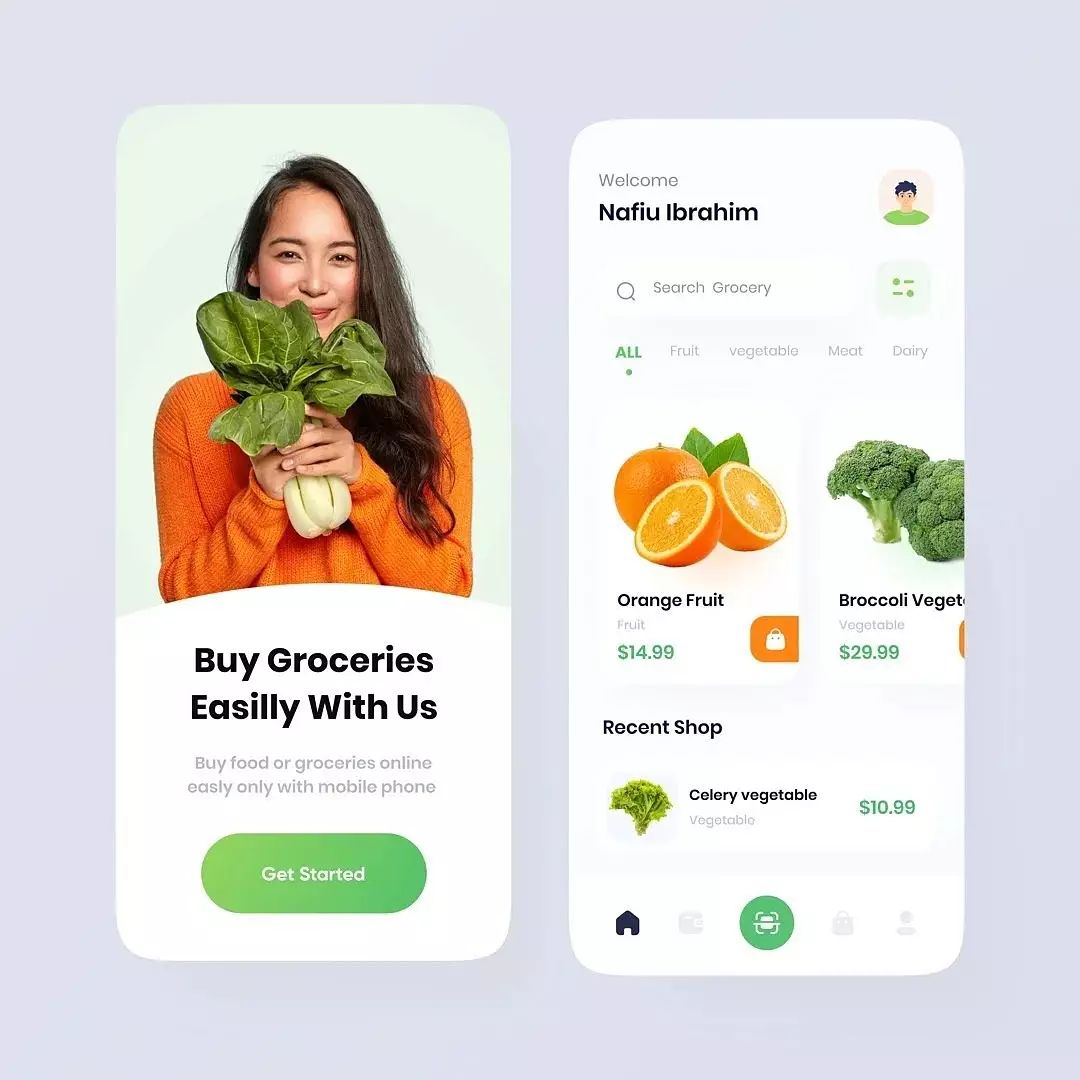 Buy Groceries
Easilly With Us
Buy food or groceries online
easly only with mobile phone
Get Started
Welcome
Nafiu Ibrahim
Search Grocery
ALL Fruit vegetable Meat Dairy
Orange Fruit
Fruit
$14.99
Broccoli Veget
Vegetable
$29.99
Recent Shop
Celery vegetable
Vegetable
$10.99